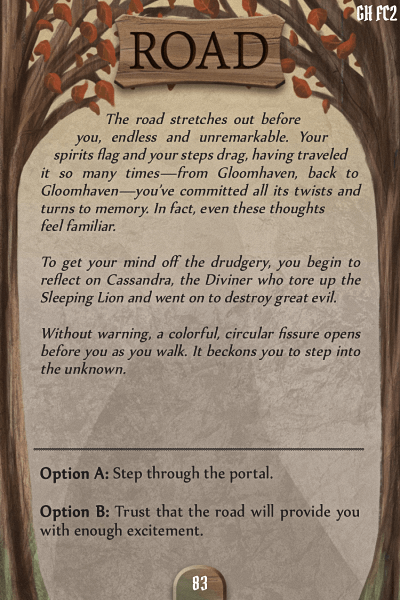 GH FC2
ROAD
The road stretches out before
you, endless and unremarkable. Your
spirits flag and your steps drag, having traveled
it so many times—from Gloomhaven, back to
Gloomhaven—you've committed all its twists and
turns to memory. In fact, even these thoughts
feel familiar.
To get your mind off the drudgery, you begin to
reflect on Cassandra, the Diviner who tore up the
Sleeping Lion and went on to destroy great evil.
Without warning, a colorful, circular fissure opens
before you as you walk. It beckons you to step into
the unknown.
Option A: Step through the portal.
Option B: Trust that the road will provide you
with enough excitement.
83